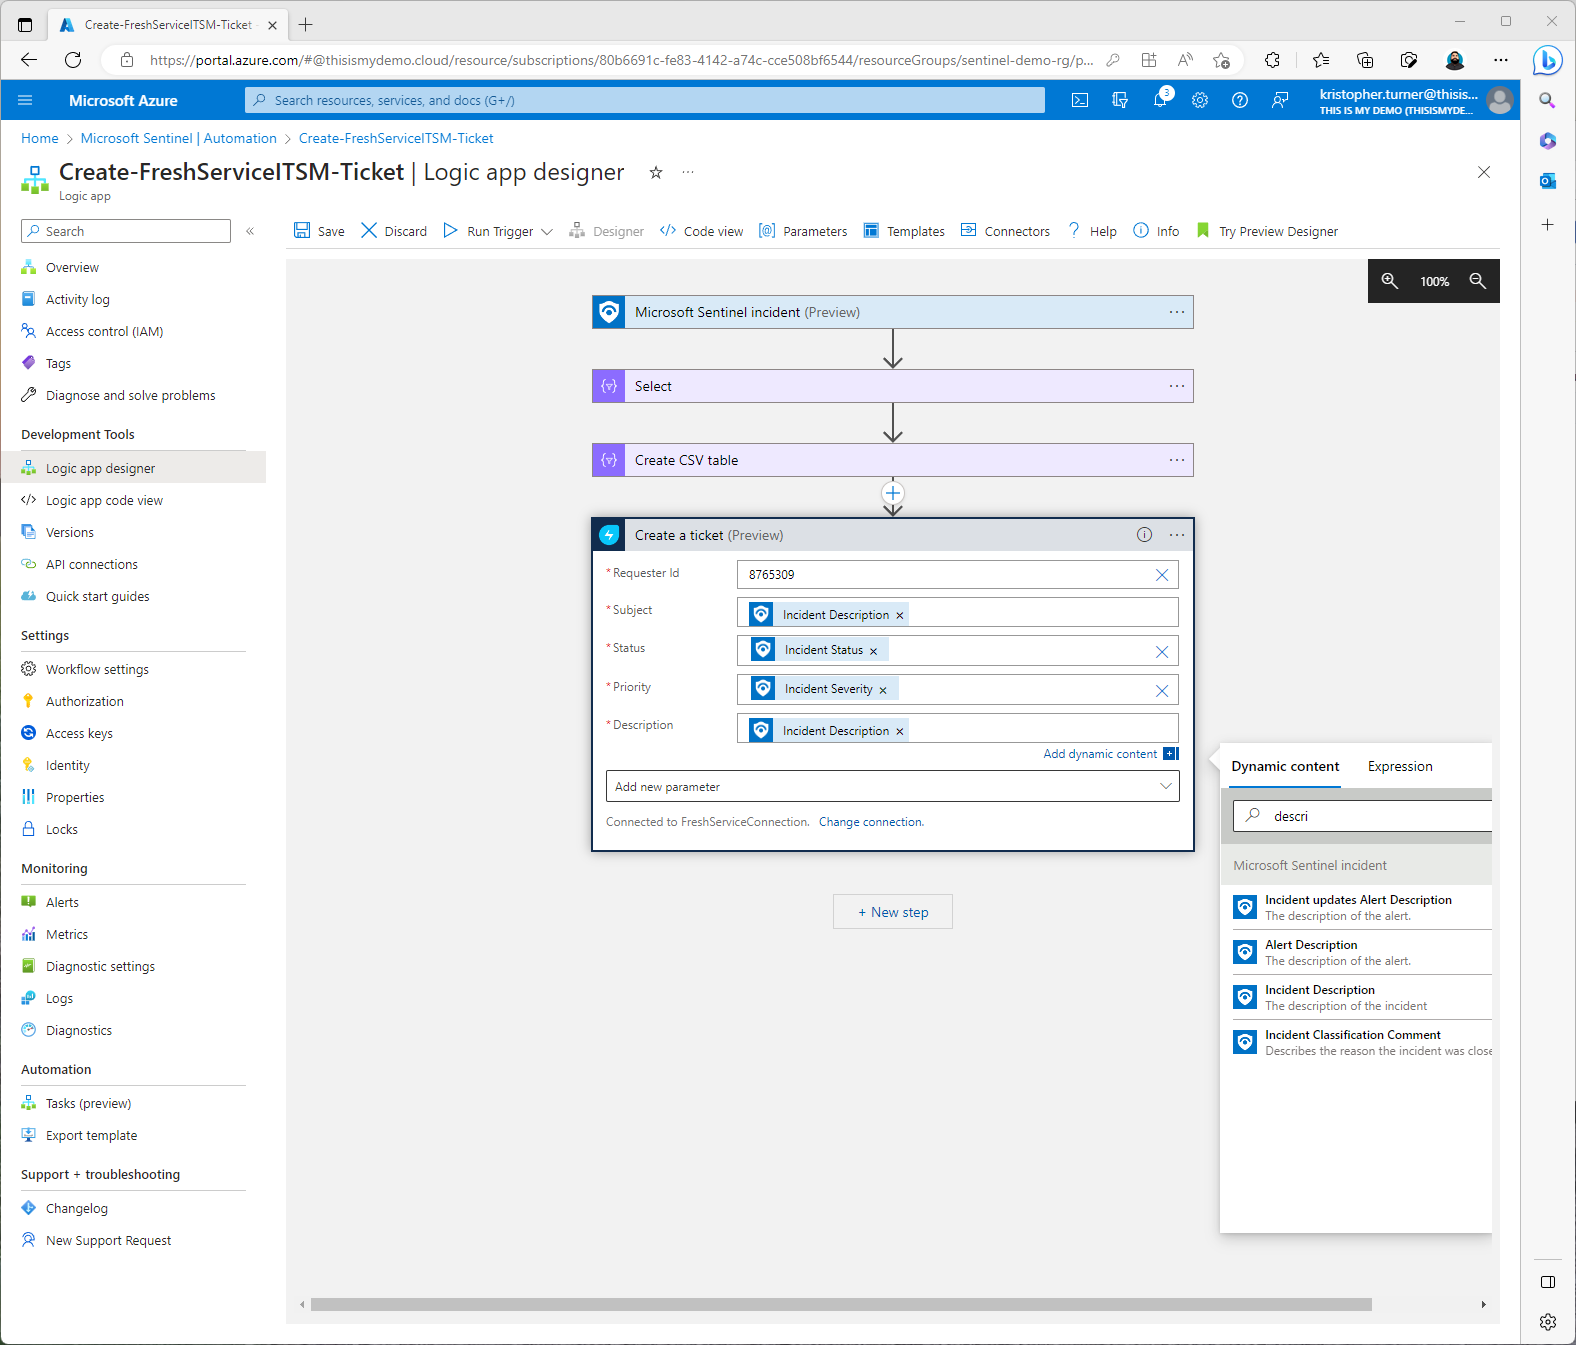 Create-FreshServiceITSM-Ticket
https://portal.azure.com/#@thisismydemo.cloud/resource/subscriptions/80b6691c-fe83-4142-a74c-cce508bf6544/resourceGroups/sentinel-demo-rg/p...
Microsoft Azure
Search resources, services, and docs (G+/)
3
kristopher.turner@thisis...
THIS IS MY DEMO (THISISMYDE...
Home > Microsoft Sentinel | Automation > Create-FreshServiceITSM-Ticket
Create-FreshServiceITSM-Ticket | Logic app designer
Logic app
Search
Save
Discard
Run Trigger
Designer
Code view
Parameters
Templates
Connectors
Help
Info
Try Preview Designer
Overview
Activity log
Access control (IAM)
Tags
Diagnose and solve problems
Development Tools
Logic app designer
Logic app code view
Versions
API connections
Quick start guides
Settings
Workflow settings
Authorization
Access keys
Identity
Properties
Locks
Monitoring
Alerts
Metrics
Diagnostic settings
Logs
Diagnostics
Automation
Tasks (preview)
Export template
Support + troubleshooting
Changelog
New Support Request
100%
Microsoft Sentinel incident (Preview)
Select
Create CSV table
Create a ticket (Preview)
* Requester Id
8765309
* Subject
Incident Description
* Status
Incident Status
* Priority
Incident Severity
* Description
Incident Description
Add dynamic content
Add new parameter
Connected to FreshServiceConnection. Change connection.
+ New step
Dynamic content
Expression
descri
Microsoft Sentinel incident
Incident updates Alert Description
The description of the alert.
Alert Description
The description of the alert.
Incident Description
The description of the incident
Incident Classification Comment
Describes the reason the incident was close